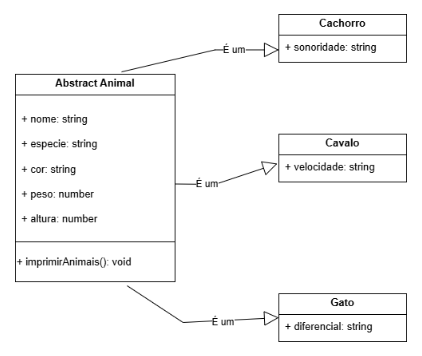 Cachorro
+ sonoridade: string
É um
Abstract Animal
+ nome: string
+ especie: string
+ cor: string
+ peso: number
+ altura: number
+ imprimirAnimais(): void
É um
Cavalo
+ velocidade: string
É um
Gato
+ diferencial: string